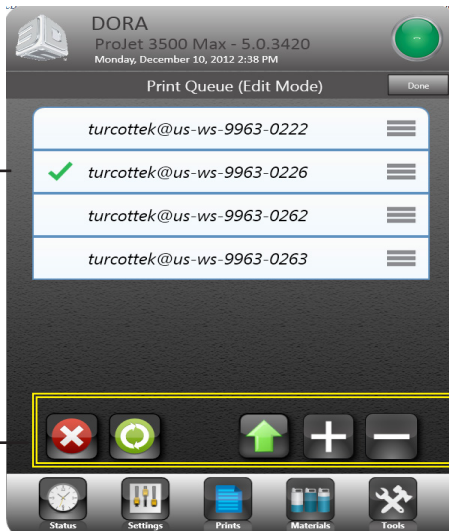 DORA
ProJet 3500 Max - 5.0.3420
Monday, December 10, 2012 2:38 PM
Print Queue (Edit Mode)
Done
turcottek@us-ws-9963-0222
turcottek@us-ws-9963-0226
turcottek@us-ws-9963-0262
turcottek@us-ws-9963-0263
Status
Settings
Prints
Materials
Tools